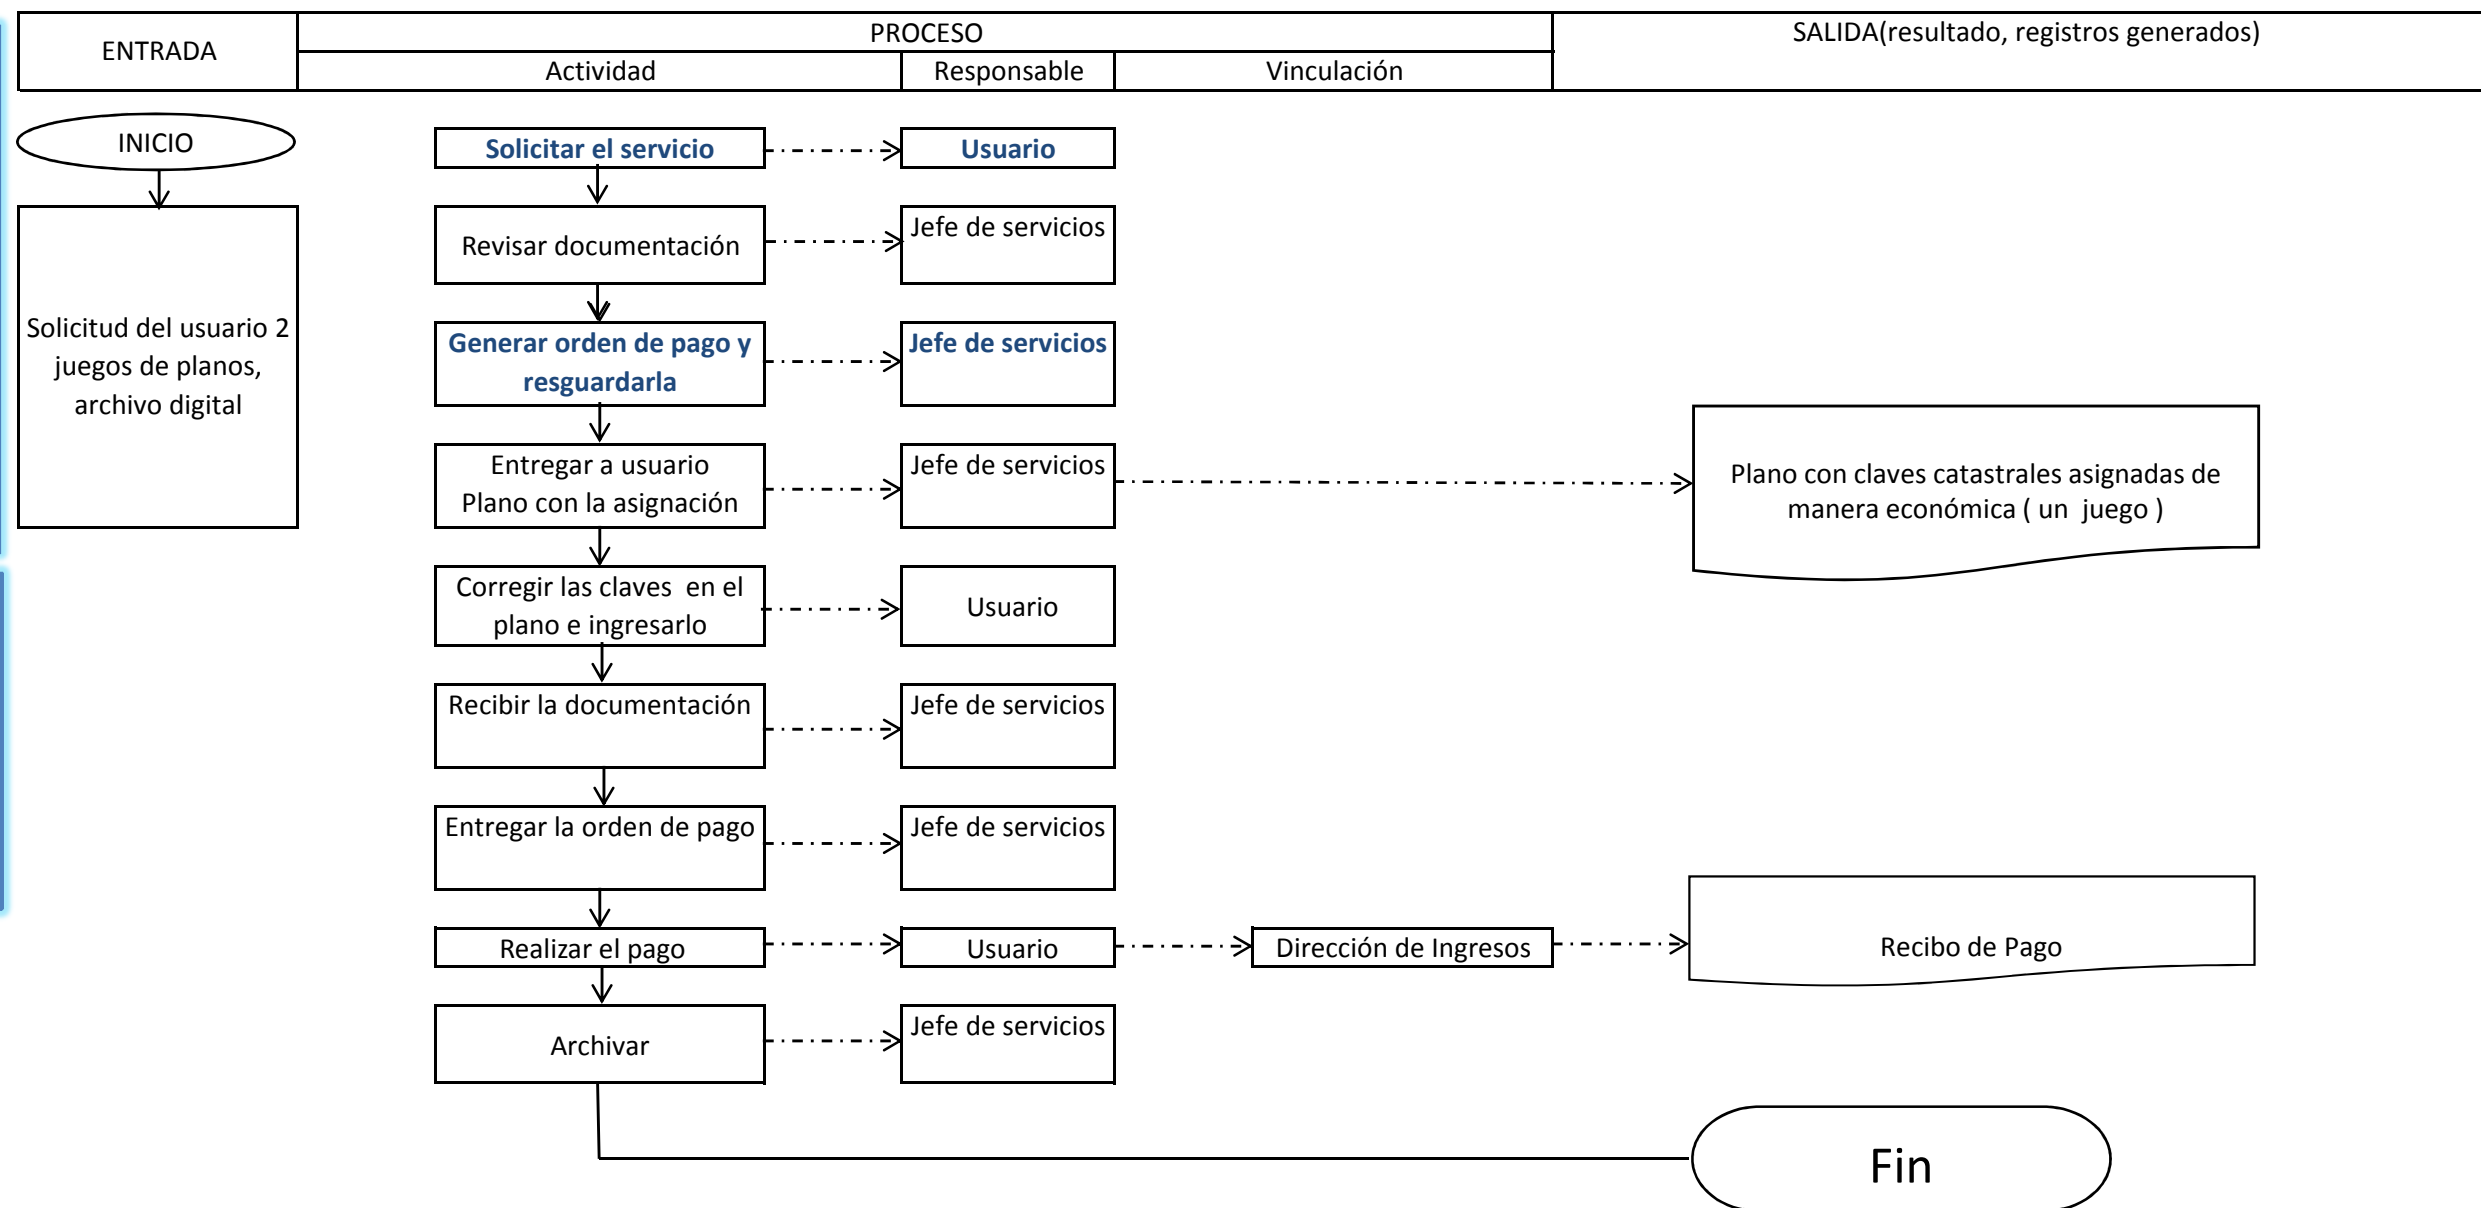 ENTRADA
PROCESO
SALIDA(resultado, registros generados)
Actividad
Responsable
Vinculación
INICIO
Solicitar el servicio
Usuario
Solicitud del usuario 2
juegos de planos,
archivo digital
Revisar documentación
Jefe de servicios
Generar orden de pago y
resguardarla
Jefe de servicios
Entregar a usuario
Plano con la asignación
Jefe de servicios
Plano con claves catastrales asignadas de
manera económica ( un  juego )
Corregir las claves  en el
plano e ingresarlo
Usuario
Recibir la documentación
Jefe de servicios
Entregar la orden de pago
Jefe de servicios
Realizar el pago
Usuario
Dirección de Ingresos
Recibo de Pago
Archivar
Jefe de servicios
Fin